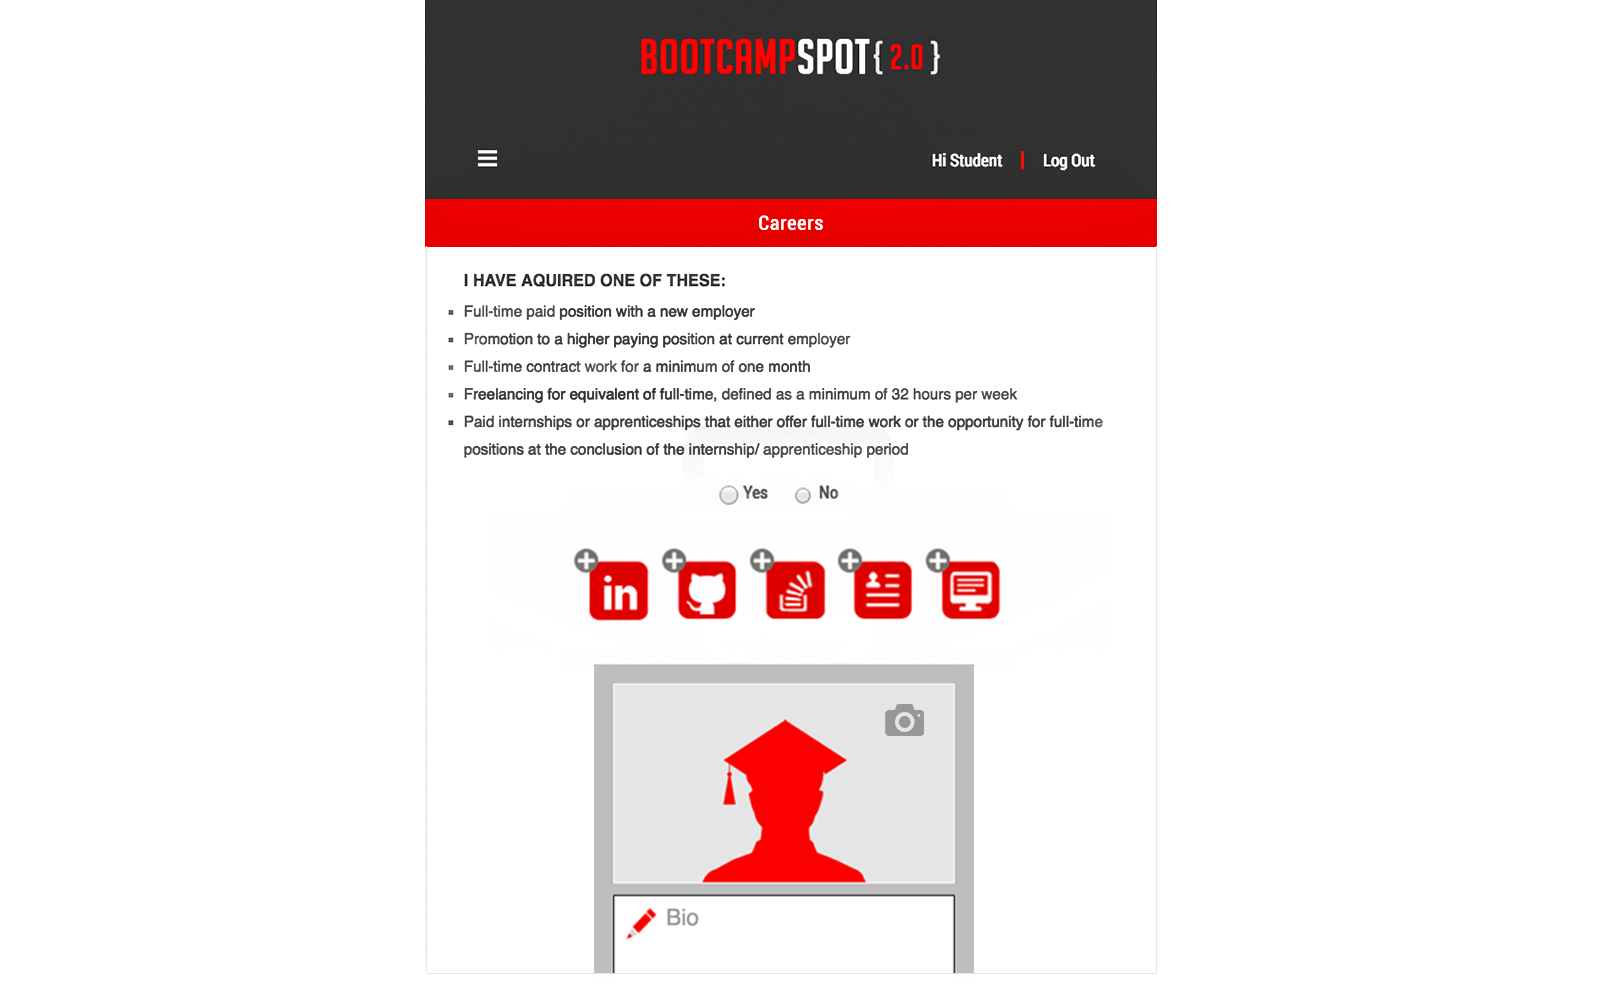 BOOTCAMPSPOT{ 2.0 }
Hi Student | Log Out
Careers
I HAVE AQUIRED ONE OF THESE:
▪ Full-time paid position with a new employer
▪ Promotion to a higher paying position at current employer
▪ Full-time contract work for a minimum of one month
▪ Freelancing for equivalent of full-time, defined as a minimum of 32 hours per week
▪ Paid internships or apprenticeships that either offer full-time work or the opportunity for full-time
positions at the conclusion of the internship/ apprenticeship period
Yes No
in
Bio